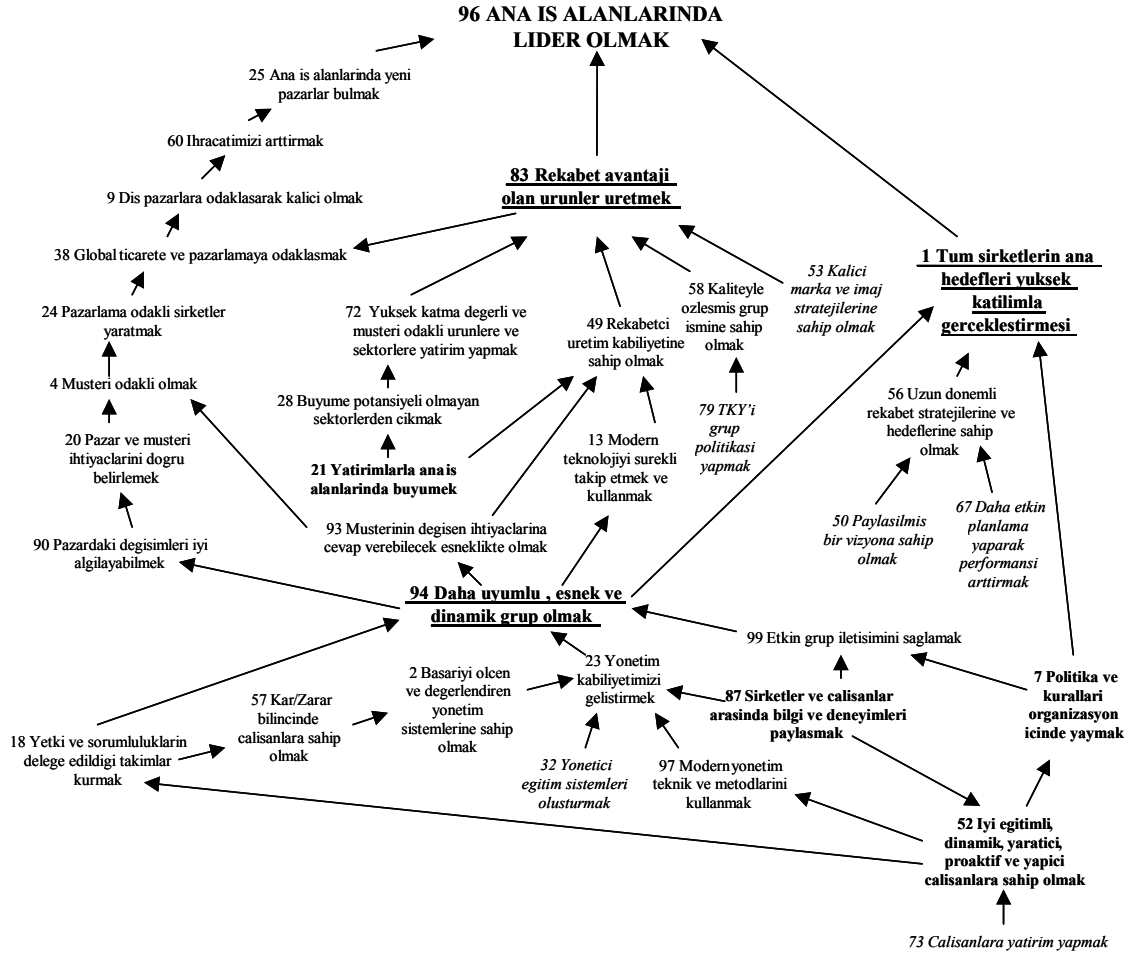 96 ANA IS ALANLARINDA
LIDER OLMAK
25 Ana is alanlarinda yeni
pazarlar bulmak
60 Ihracatimizi arttirmak
9 Dis pazarlara odaklasarak kalici olmak
38 Global ticarete ve pazarlamaya odaklasmak
24 Pazarlama odakli sirketler
yaratmak
4 Musteri odakli olmak
20 Pazar ve musteri
ihtiyaclarini dogru
belirlemek
90 Pazardaki degisimleri iyi
algilayabilmek
83 Rekabet avantaji
olan urunler uretmek
72 Yuksek katma degerli ve
musteri odakli urunlere ve
sektorlere yatirim yapmak
28 Buyume potansiyeli olmayan
sektorlerden cikmak
21 Yatirimlarla ana is
alanlarinda buyumek
93 Musterinin degisen ihtiyaclarina
cevap verebilecek esneklikte olmak
49 Rekabetci
uretim kabiliyetine
sahip olmak
13 Modern
teknolojiyi surekli
takip etmek ve
kullanmak
58 Kaliteyle
ozlesmis grup
ismine sahip
olmak
79 TKY'i
grup
politikasi
yapmak
53 Kalici
marka ve imaj
stratejilerine
sahip olmak
1 Tum sirketlerin ana
hedefleri yuksek
katilimla
gerceklestirmesi
56 Uzun donemli
rekabet stratejilerine ve
hedeflerine sahip
olmak
50 Paylasilmis
bir vizyona sahip
olmak
67 Daha etkin
planlama
yaparak
performansi
arttirmak
94 Daha uyumlu , esnek ve
dinamik grup olmak
99 Etkin grup iletisimini saglamak
18 Yetki ve sorumluluklarin
delege edildigi takimlar
kurmak
57 Kar/Zarar
bilincinde
calisanlara sahip
olmak
2 Basariyi olcen
ve degerlendiren
yonetim
sistemlerine sahip
olmak
23 Yonetim
kabiliyetimizi
gelistirmek
32 Yonetici
egitim sistemleri
olusturmak
97 Modern yonetim
teknik ve metodlarini
kullanmak
87 Sirketler ve calisanlar
arasinda bilgi ve deneyimleri
paylasmak
7 Politika ve
kurallari
organizasyon
icinde yaymak
52 Iyi egitimli,
dinamik, yaratici,
proaktif ve yapici
calisanlara sahip olmak
73 Calisanlara yatirim yapmak